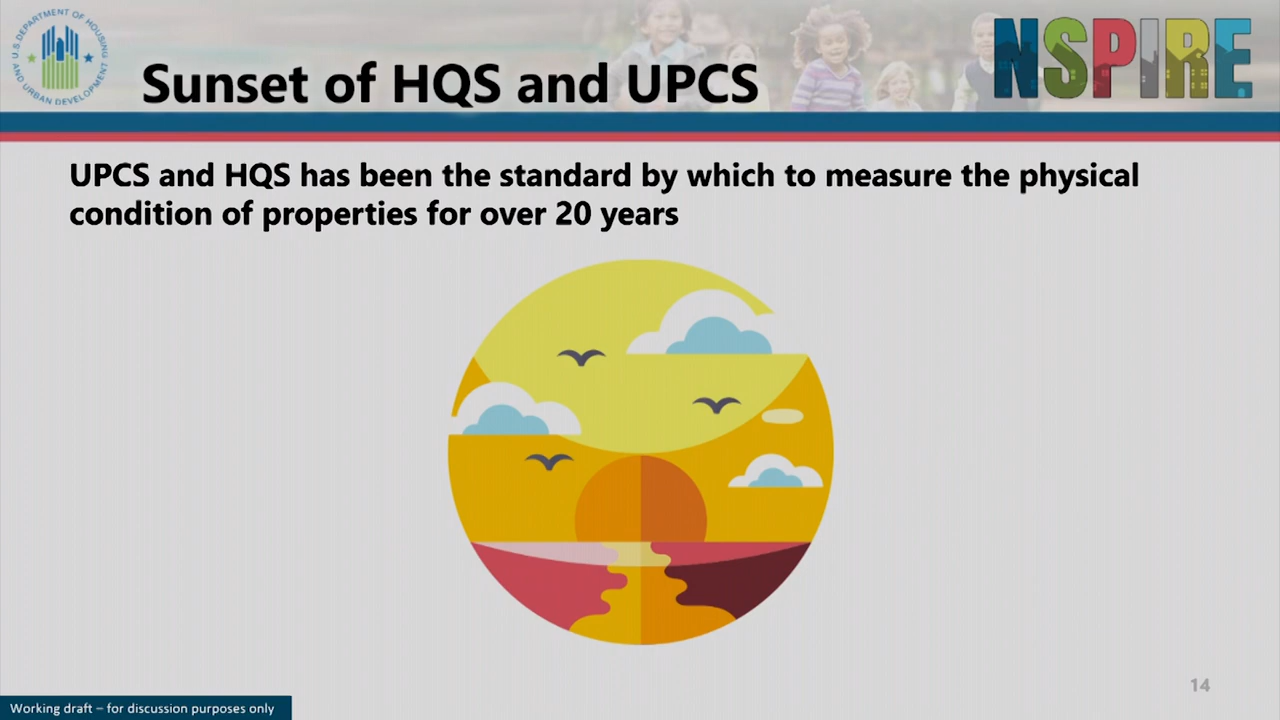 U.S. DEPARTMENT OF HOUSING
AND URBAN DEVELOPMENT
Sunset of HQS and UPCS
NSPIRE
UPCS and HQS has been the standard by which to measure the physical
condition of properties for over 20 years
14
Working draft – for discussion purposes only